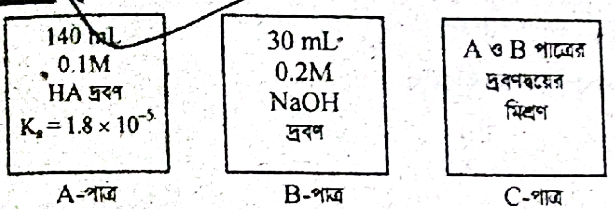 140 mL
0.1M
HA দ্রবণ
Kₐ = 1.8 × 10⁻⁵
A-পাত্র
30 mL
0.2M
NaOH
দ্রবণ
B-পাত্র
A ও B পাত্রের
দ্রবণদ্বয়ের
মিশ্রণ
C-পাত্র